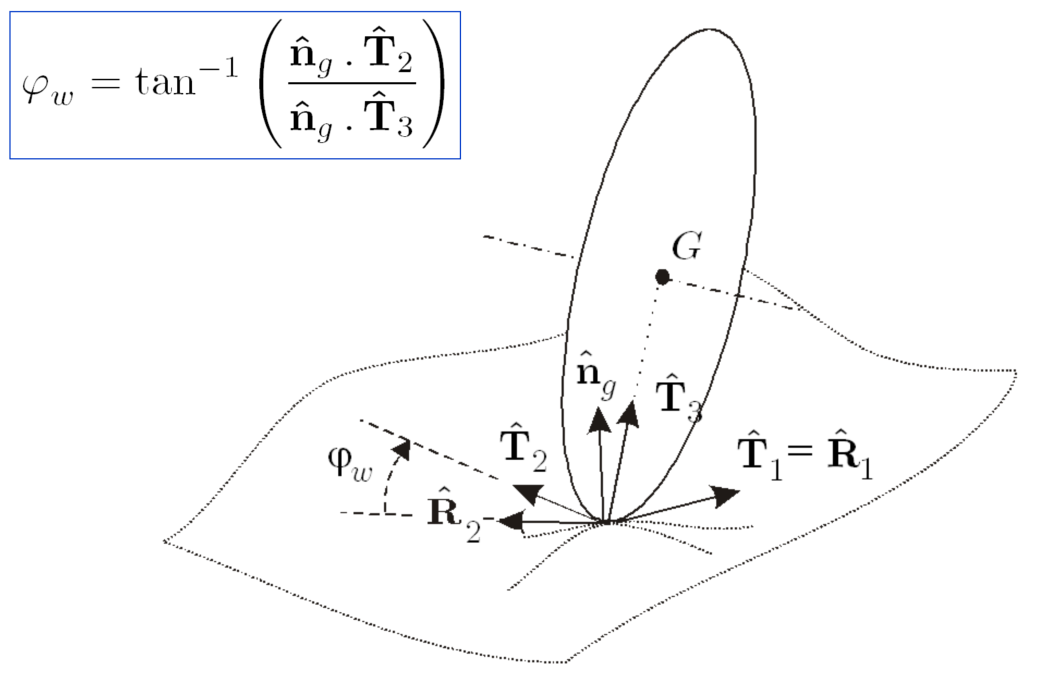 φ_w = tan⁻¹ ( n̂_g . T̂_2 / n̂_g . T̂_3 )
G
n̂_g
T̂_3
T̂_2
T̂_1 = R̂_1
φ_w
R̂_2